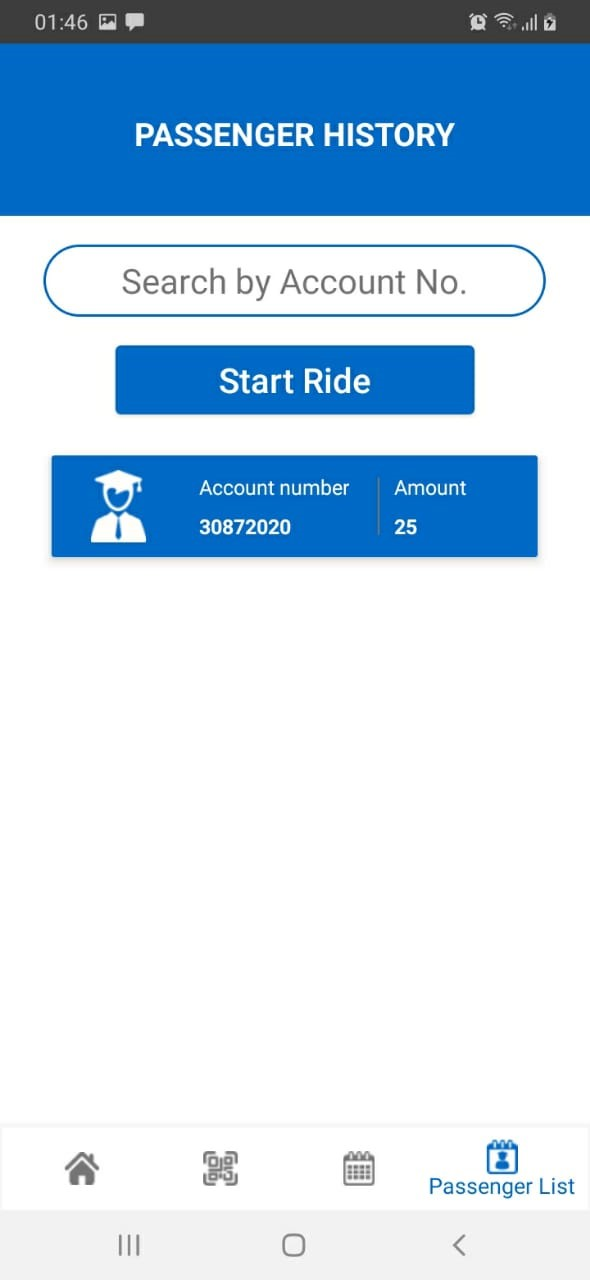 01:46
PASSENGER HISTORY
Search by Account No.
Start Ride
Account number
Amount
30872020
25
Passenger List